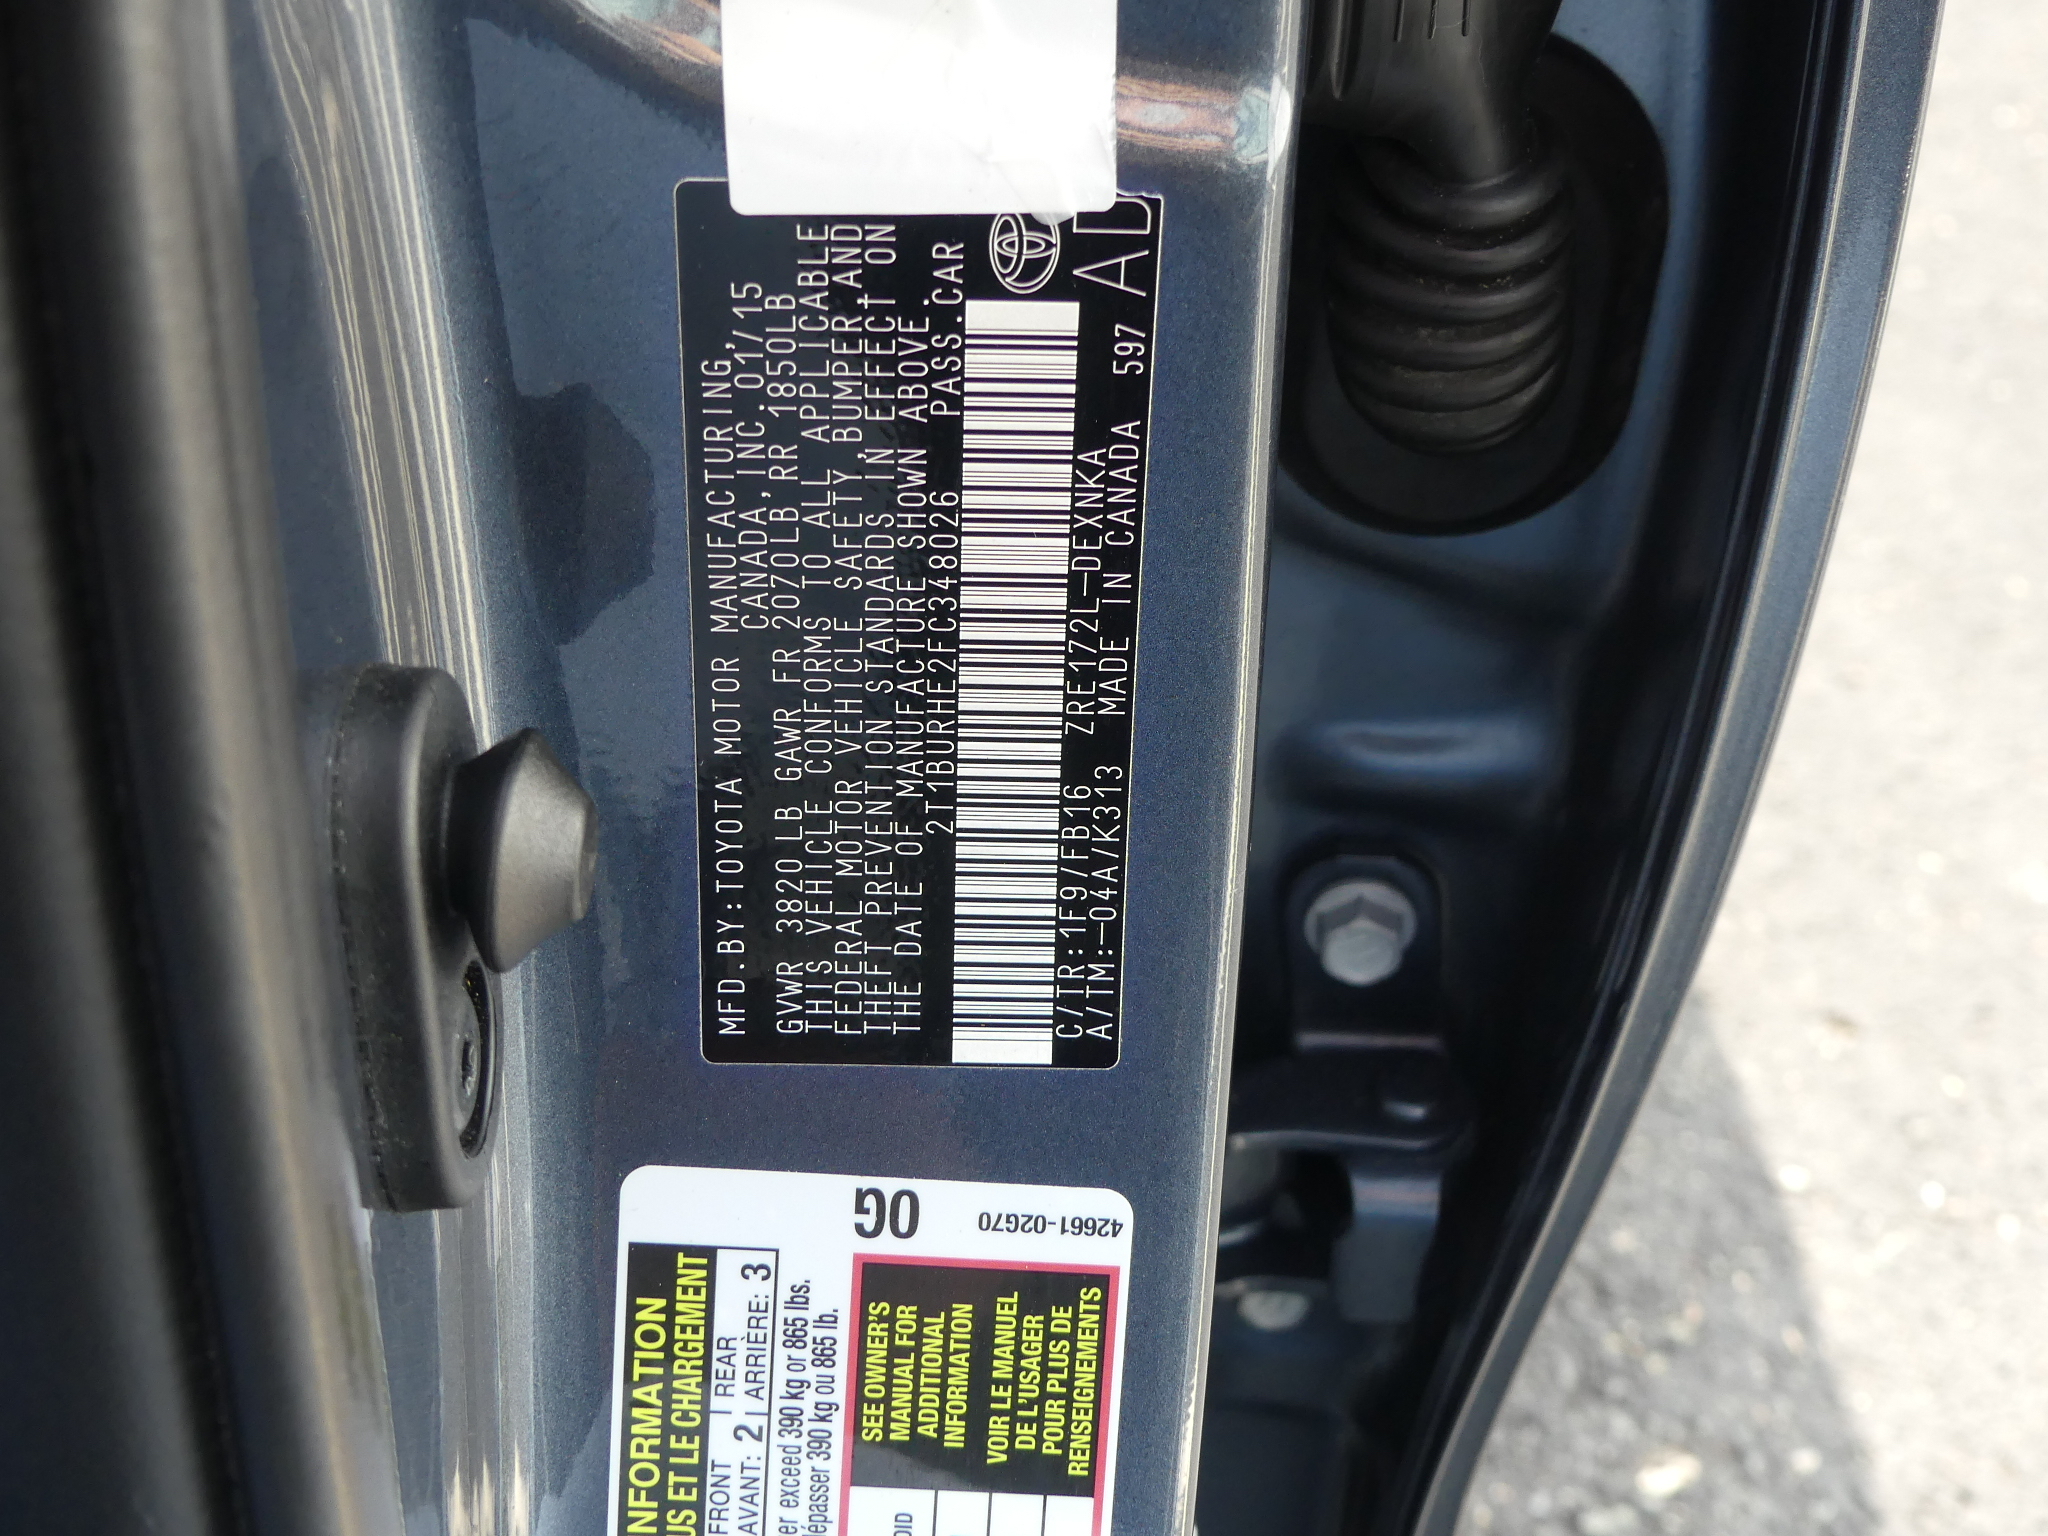 MFD.BY:TOYOTA MOTOR MANUFACTURING,
CANADA,INC. 01/15
GVWR 3820LB GAWR FR 2070LB RR 1850LB
THIS VEHICLE CONFORMS TO ALL APPLICABLE
FEDERAL MOTOR VEHICLE SAFETY,BUMPER,AND
THEFT PREVENTION STANDARDS IN EFFECT ON
THE DATE OF MANUFACTURE SHOWN ABOVE.
2T1BURHE2FC348026 PASS.CAR
C/TR:1F9/FB16 ZRE172L-DEXNKA
A/TM:-04A/K313 MADE IN CANADA 597
NFORMATION
US ET LE CHARGEMENT
FRONT REAR
AVANT: 2 ARRIÈRE: 3
er exceed 390 kg or 865 lbs.
dépasser 390 kg ou 865 lb.
0G
42661-02G70
SEE OWNER'S
MANUAL FOR
ADDITIONAL
INFORMATION
VOIR LE MANUEL
DE L'USAGER
POUR PLUS DE
RENSEIGNEMENTS